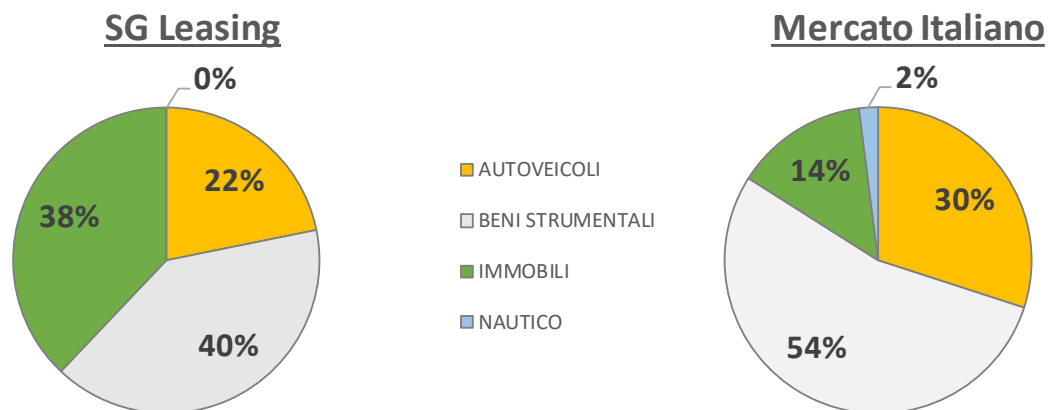 SG Leasing
0%
22%
38%
40%
AUTOVEICOLI
BENI STRUMENTALI
IMMOBILI
NAUTICO
Mercato Italiano
2%
14%
30%
54%